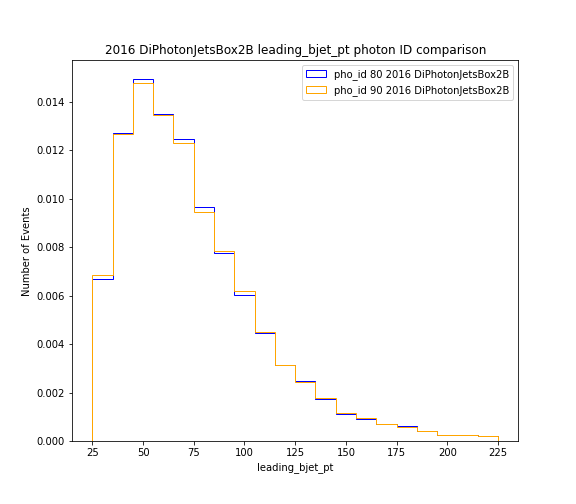 2016 DiPhotonJetsBox2B leading_bjet_pt photon ID comparison
pho_id 80 2016 DiPhotonJetsBox2B
pho_id 90 2016 DiPhotonJetsBox2B
Number of Events
0.014
0.012
0.010
0.008
0.006
0.004
0.002
0.000
25 50 75 100 125 150 175 200 225
leading_bjet_pt